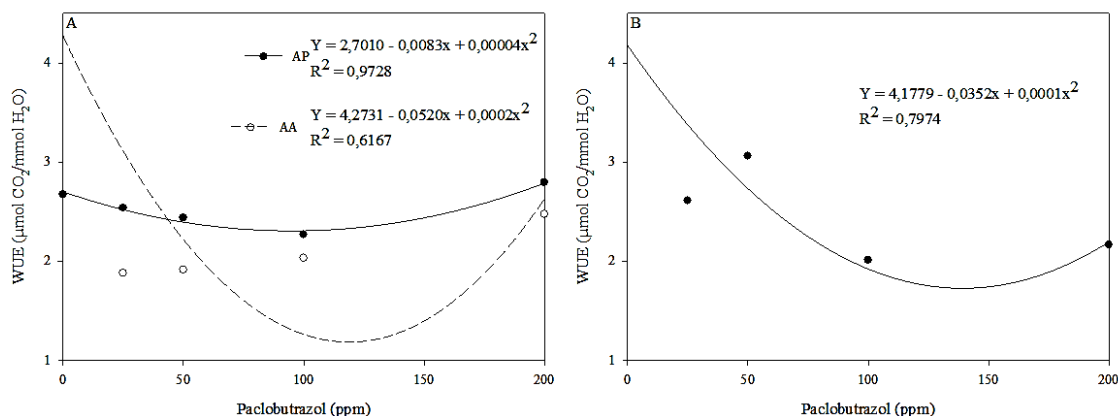 A
Y = 2,7010 - 0,0083x + 0,00004x²
AP
R² = 0,9728
Y = 4,2731 - 0,0520x + 0,0002x²
AA
R² = 0,6167
WUE (μmol CO₂/mmol H₂O)
4
3
2
1
0
50
100
150
200
Paclobutrazol (ppm)
B
Y = 4,1779 - 0,0352x + 0,0001x²
R² = 0,7974
WUE (μmol CO₂/mmol H₂O)
4
3
2
1
0
50
100
150
200
Paclobutrazol (ppm)